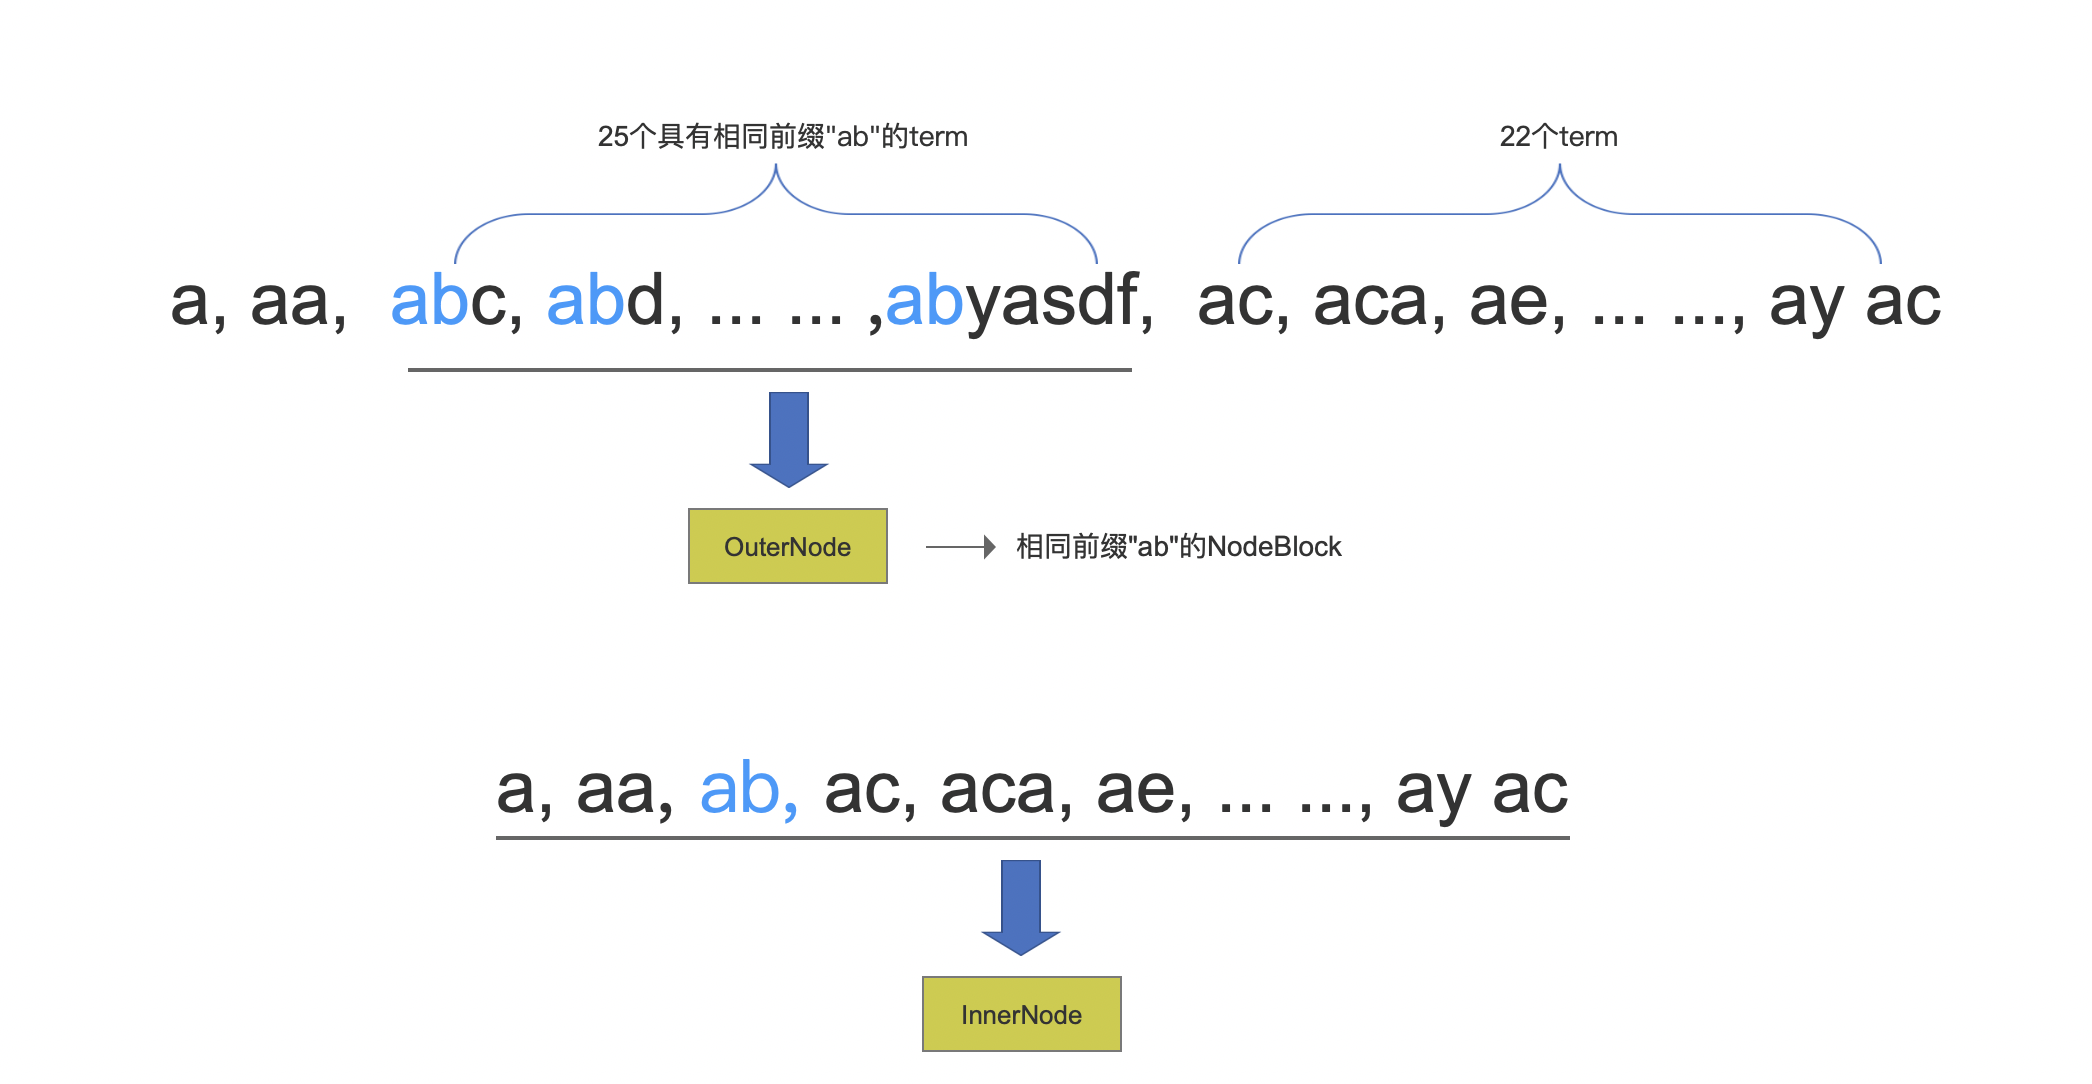 25个具有相同前缀"ab"的term
22个term
a, aa, abc, abd, ... ... ,abyasdf, ac, aca, ae, ... ..., ay ac
OuterNode
相同前缀"ab"的NodeBlock
a, aa, ab, ac, aca, ae, ... ..., ay ac
InnerNode